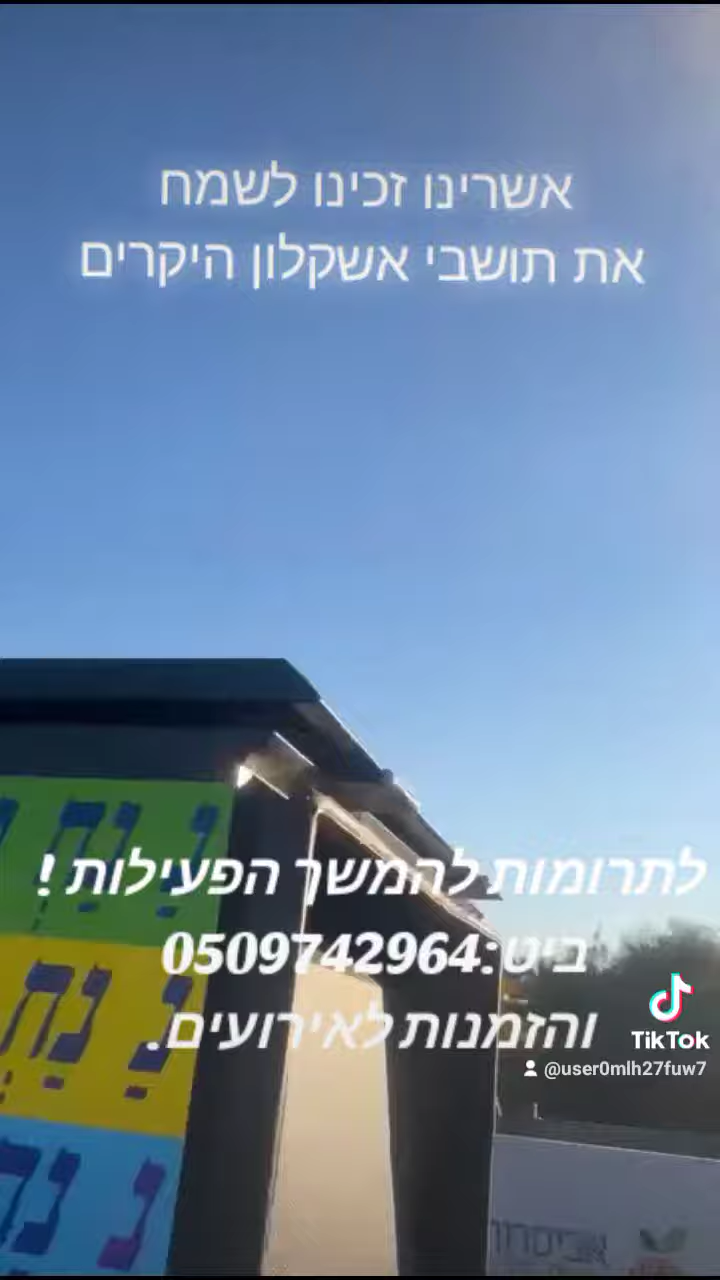 אשרינו זכינו לשמח
את תושבי אשקלון היקרים
לתרומות להמשך הפעילות !
ביט:0509742964
והזמנות לאירועים.
TikTok
@user0mlh27fuw7
נַ נַחְ
נַ נַחְ
נַ נַחְ